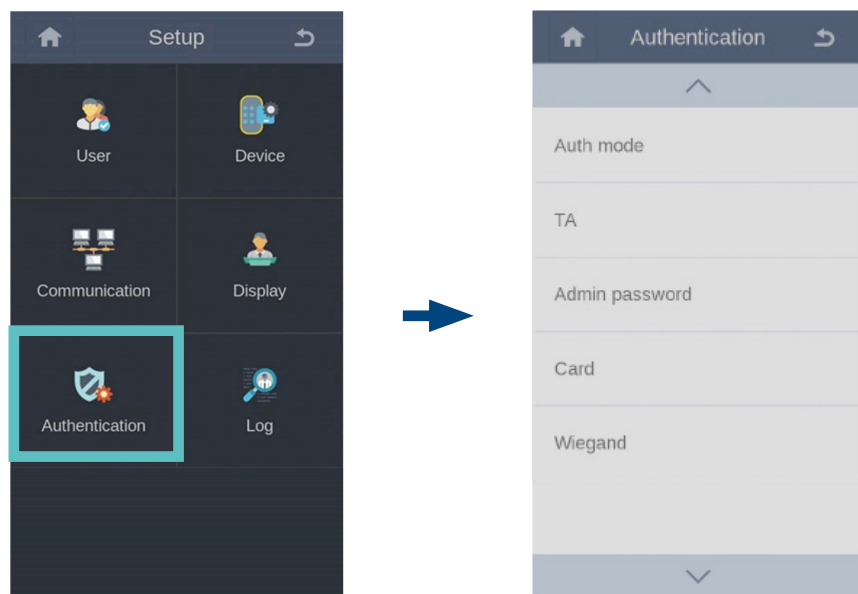 Setup
User
Device
Communication
Display
Authentication
Log
Authentication
Auth mode
TA
Admin password
Card
Wiegand